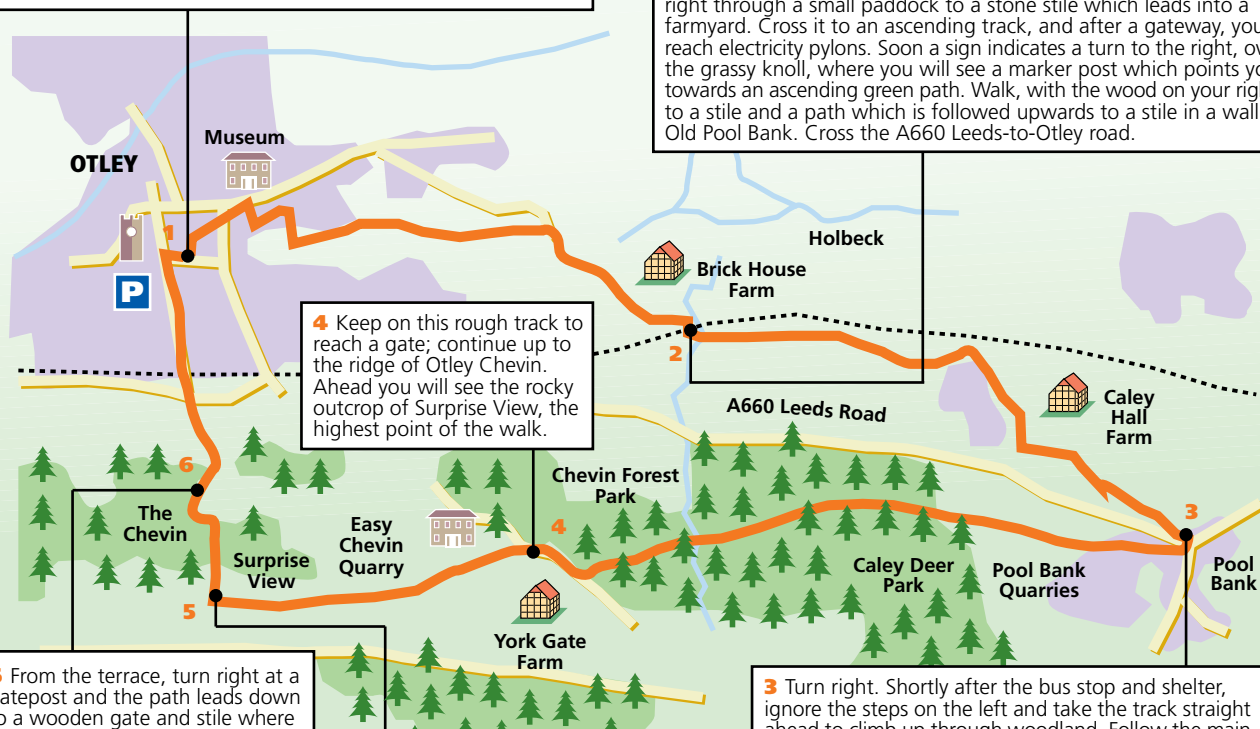 right through a small paddock to a stone stile which leads into a
farmyard. Cross it to an ascending track, and after a gateway, you
reach electricity pylons. Soon a sign indicates a turn to the right,
the grassy knoll, where you will see a marker post which points
towards an ascending green path. Walk, with the wood on your
to a stile and a path which is followed upwards to a stile in a wall
Old Pool Bank. Cross the A660 Leeds-to-Otley road.
Museum
OTLEY
1
P
Holbeck
Brick House
Farm
2
4 Keep on this rough track to
reach a gate; continue up to
the ridge of Otley Chevin.
Ahead you will see the rocky
outcrop of Surprise View, the
highest point of the walk.
A660 Leeds Road
Caley
Hall
Farm
6
The
Chevin
Surprise
View
5
Easy
Chevin
Quarry
Chevin Forest
Park
4
York Gate
Farm
Caley Deer
Park
Pool Bank
Quarries
3
Pool
Bank
From the terrace, turn right at a
and the path leads down
a wooden gate and stile where
3 Turn right. Shortly after the bus stop and shelter,
ignore the steps on the left and take the track straight
ahead to climb up through woodland. Follow the main